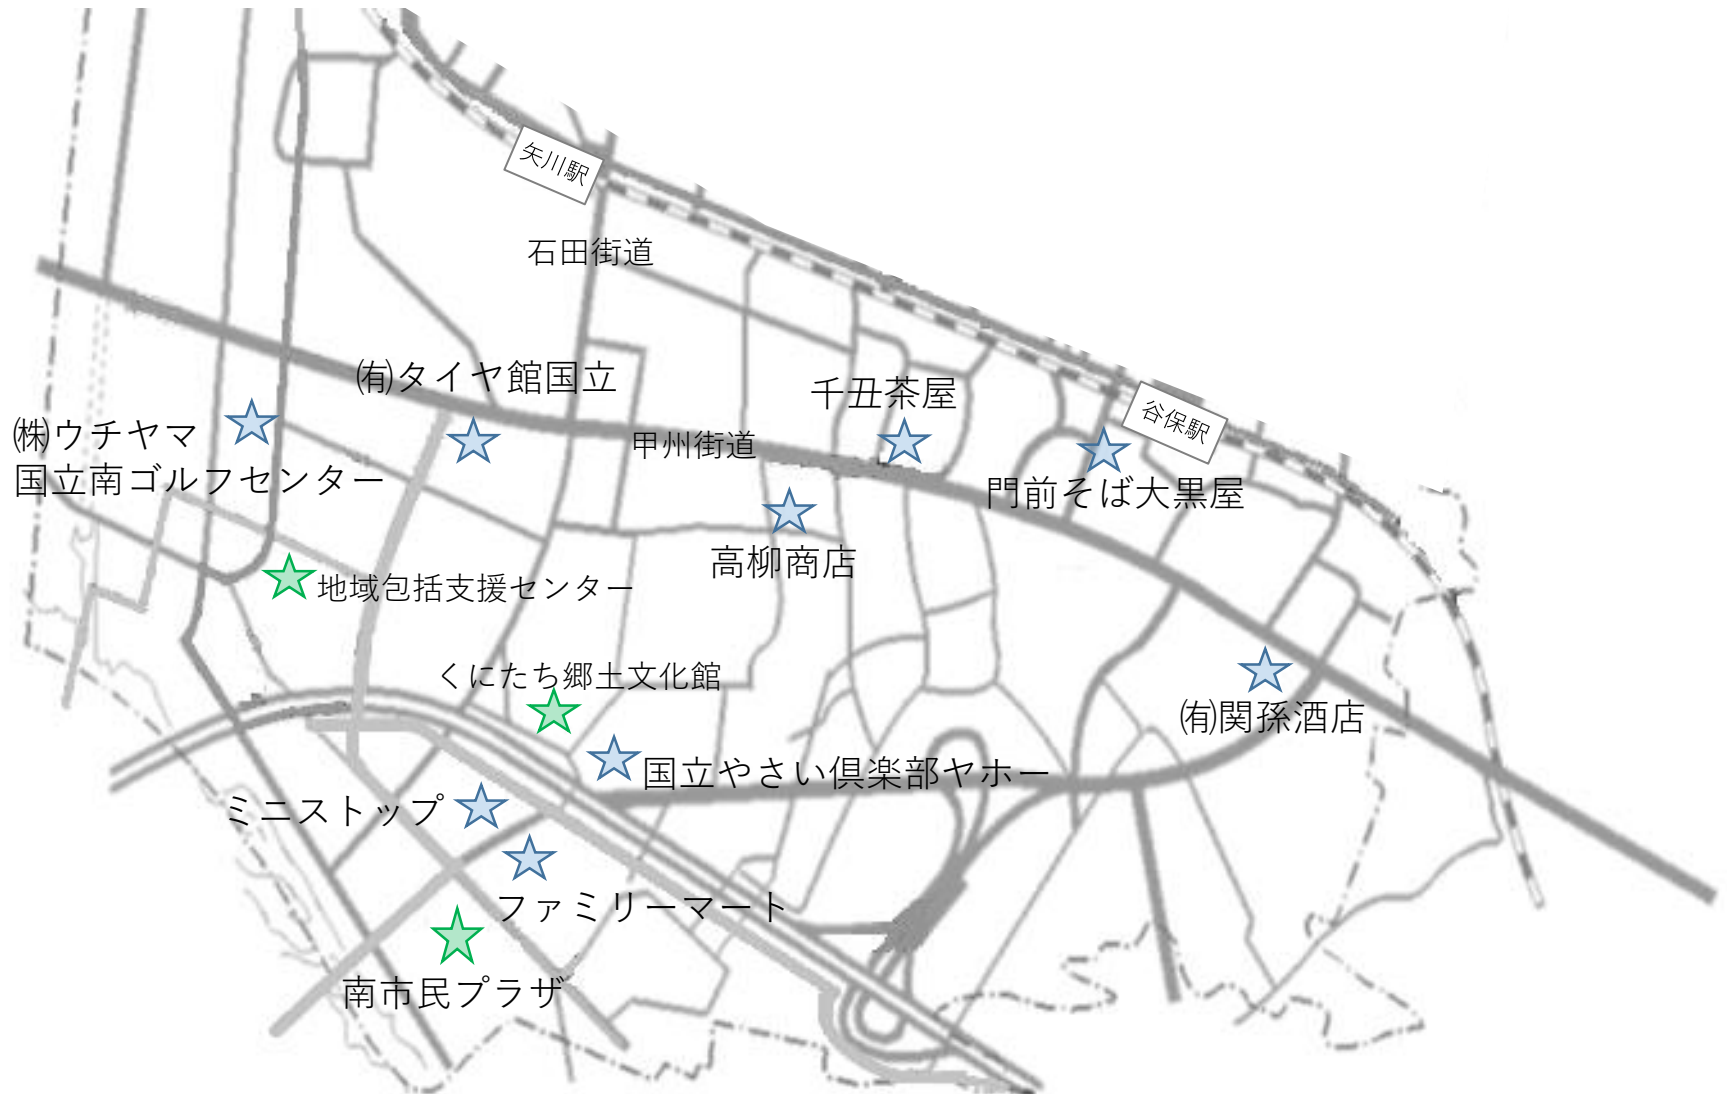 矢川駅
石田街道
㈲タイヤ館国立
千丑茶屋
谷保駅
㈱ウチヤマ
国立南ゴルフセンター
甲州街道
門前そば大黒屋
高柳商店
地域包括支援センター
くにたち郷土文化館
㈲関孫酒店
国立やさい倶楽部ヤホー
ミニストップ
ファミリーマート
南市民プラザ